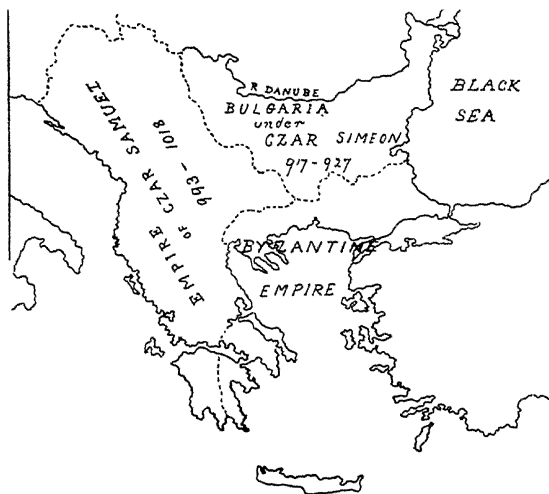 R. DANUBE
BULGARIA
under
CZAR SIMEON
917-927
BLACK
SEA
EMPIRE OF CZAR SAMUEL
993-1018
BYZANTINE
EMPIRE